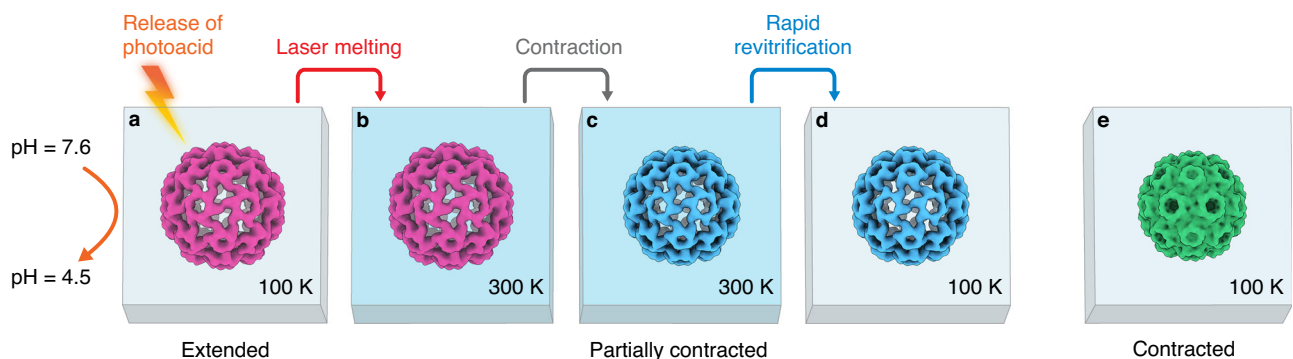 Release of
photoacid
Laser melting
Contraction
Rapid
revitrification
a
b
c
d
e
pH = 7.6
pH = 4.5
100 K
300 K
300 K
100 K
100 K
Extended
Partially contracted
Contracted